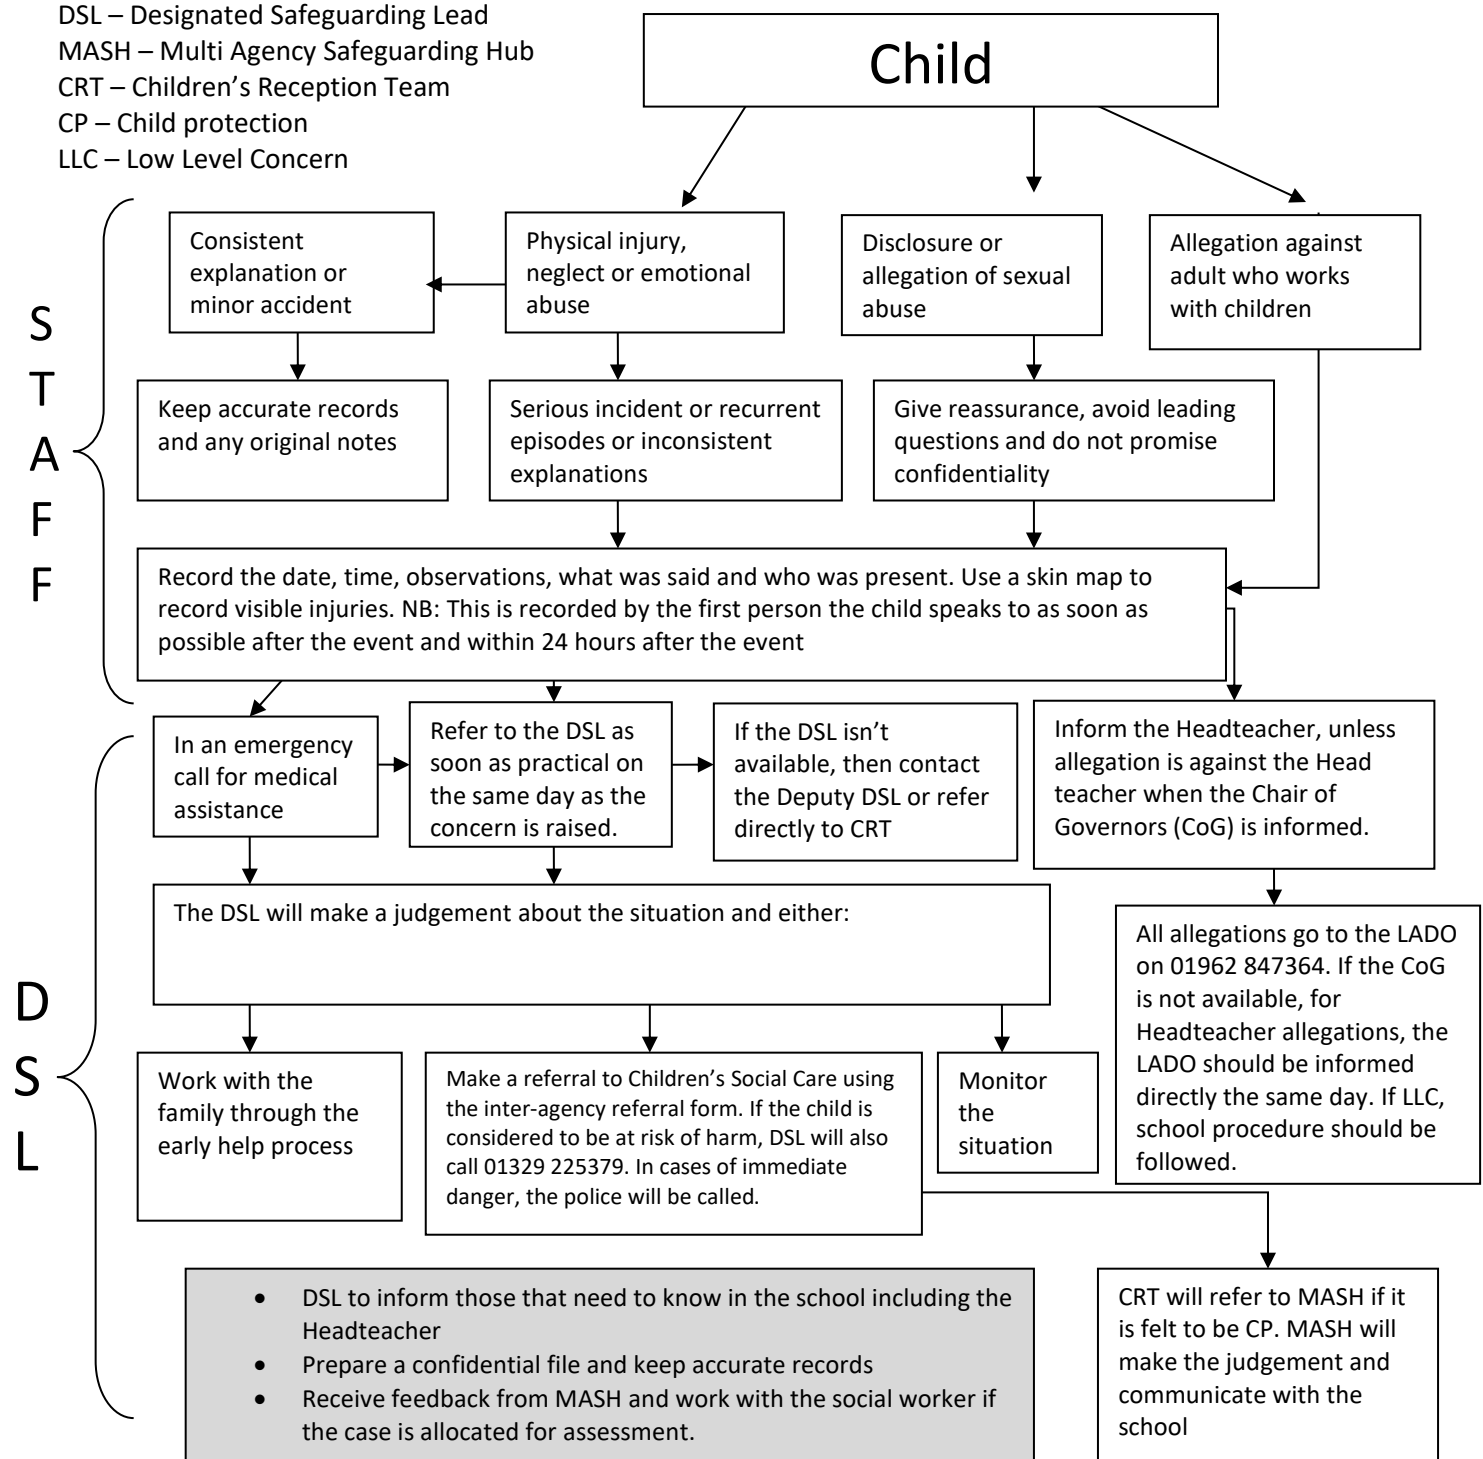 DSL – Designated Safeguarding Lead
MASH – Multi Agency Safeguarding Hub
CRT – Children's Reception Team
CP – Child protection
LLC – Low Level Concern
Child
S
T
A
F
F
Consistent
explanation or
minor accident
Physical injury,
neglect or emotional
abuse
Disclosure or
allegation of sexual
abuse
Allegation against
adult who works
with children
Keep accurate records
and any original notes
Serious incident or recurrent
episodes or inconsistent
explanations
Give reassurance, avoid leading
questions and do not promise
confidentiality
Record the date, time, observations, what was said and who was present. Use a skin map to
record visible injuries. NB: This is recorded by the first person the child speaks to as soon as
possible after the event and within 24 hours after the event
D
S
L
In an emergency
call for medical
assistance
Refer to the DSL as
soon as practical on
the same day as the
concern is raised.
If the DSL isn't
available, then contact
the Deputy DSL or refer
directly to CRT
Inform the Headteacher, unless
allegation is against the Head
teacher when the Chair of
Governors (CoG) is informed.
The DSL will make a judgement about the situation and either:
All allegations go to the LADO
on 01962 847364. If the CoG
is not available, for
Headteacher allegations, the
LADO should be informed
directly the same day. If LLC,
school procedure should be
followed.
Work with the
family through the
early help process
Make a referral to Children's Social Care using
the inter-agency referral form. If the child is
considered to be at risk of harm, DSL will also
call 01329 225379. In cases of immediate
danger, the police will be called.
Monitor
the
situation
• DSL to inform those that need to know in the school including the
Headteacher
• Prepare a confidential file and keep accurate records
• Receive feedback from MASH and work with the social worker if
the case is allocated for assessment.
CRT will refer to MASH if it
is felt to be CP. MASH will
make the judgement and
communicate with the
school